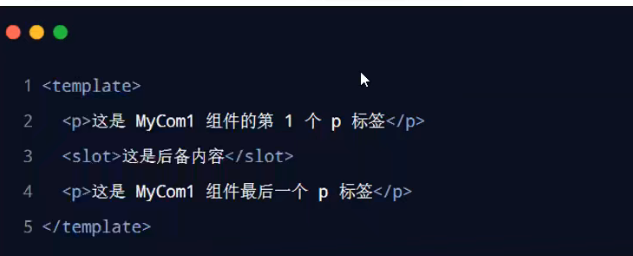 1 <template>
2   <p>这是 MyCom1 组件的第 1 个 p 标签</p>
3   <slot>这是后备内容</slot>
4   <p>这是 MyCom1 组件最后一个 p 标签</p>
5 </template>